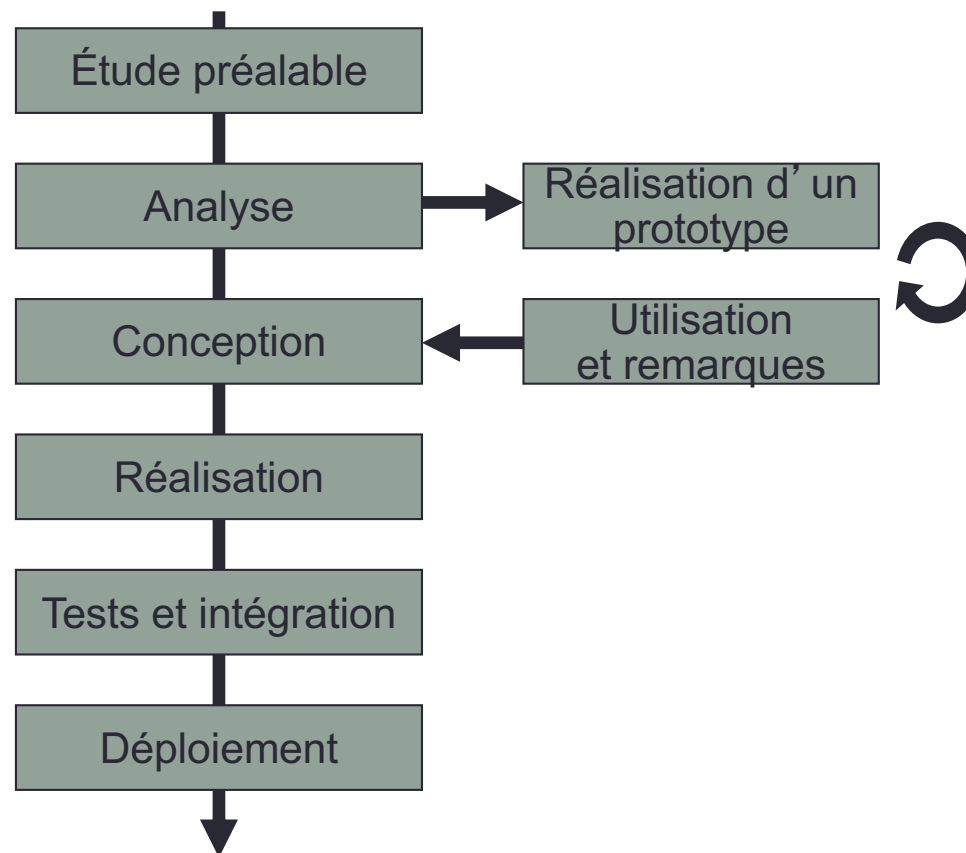 Étude préalable
Analyse
Réalisation d’un
prototype
Conception
Utilisation
et remarques
Réalisation
Tests et intégration
Déploiement